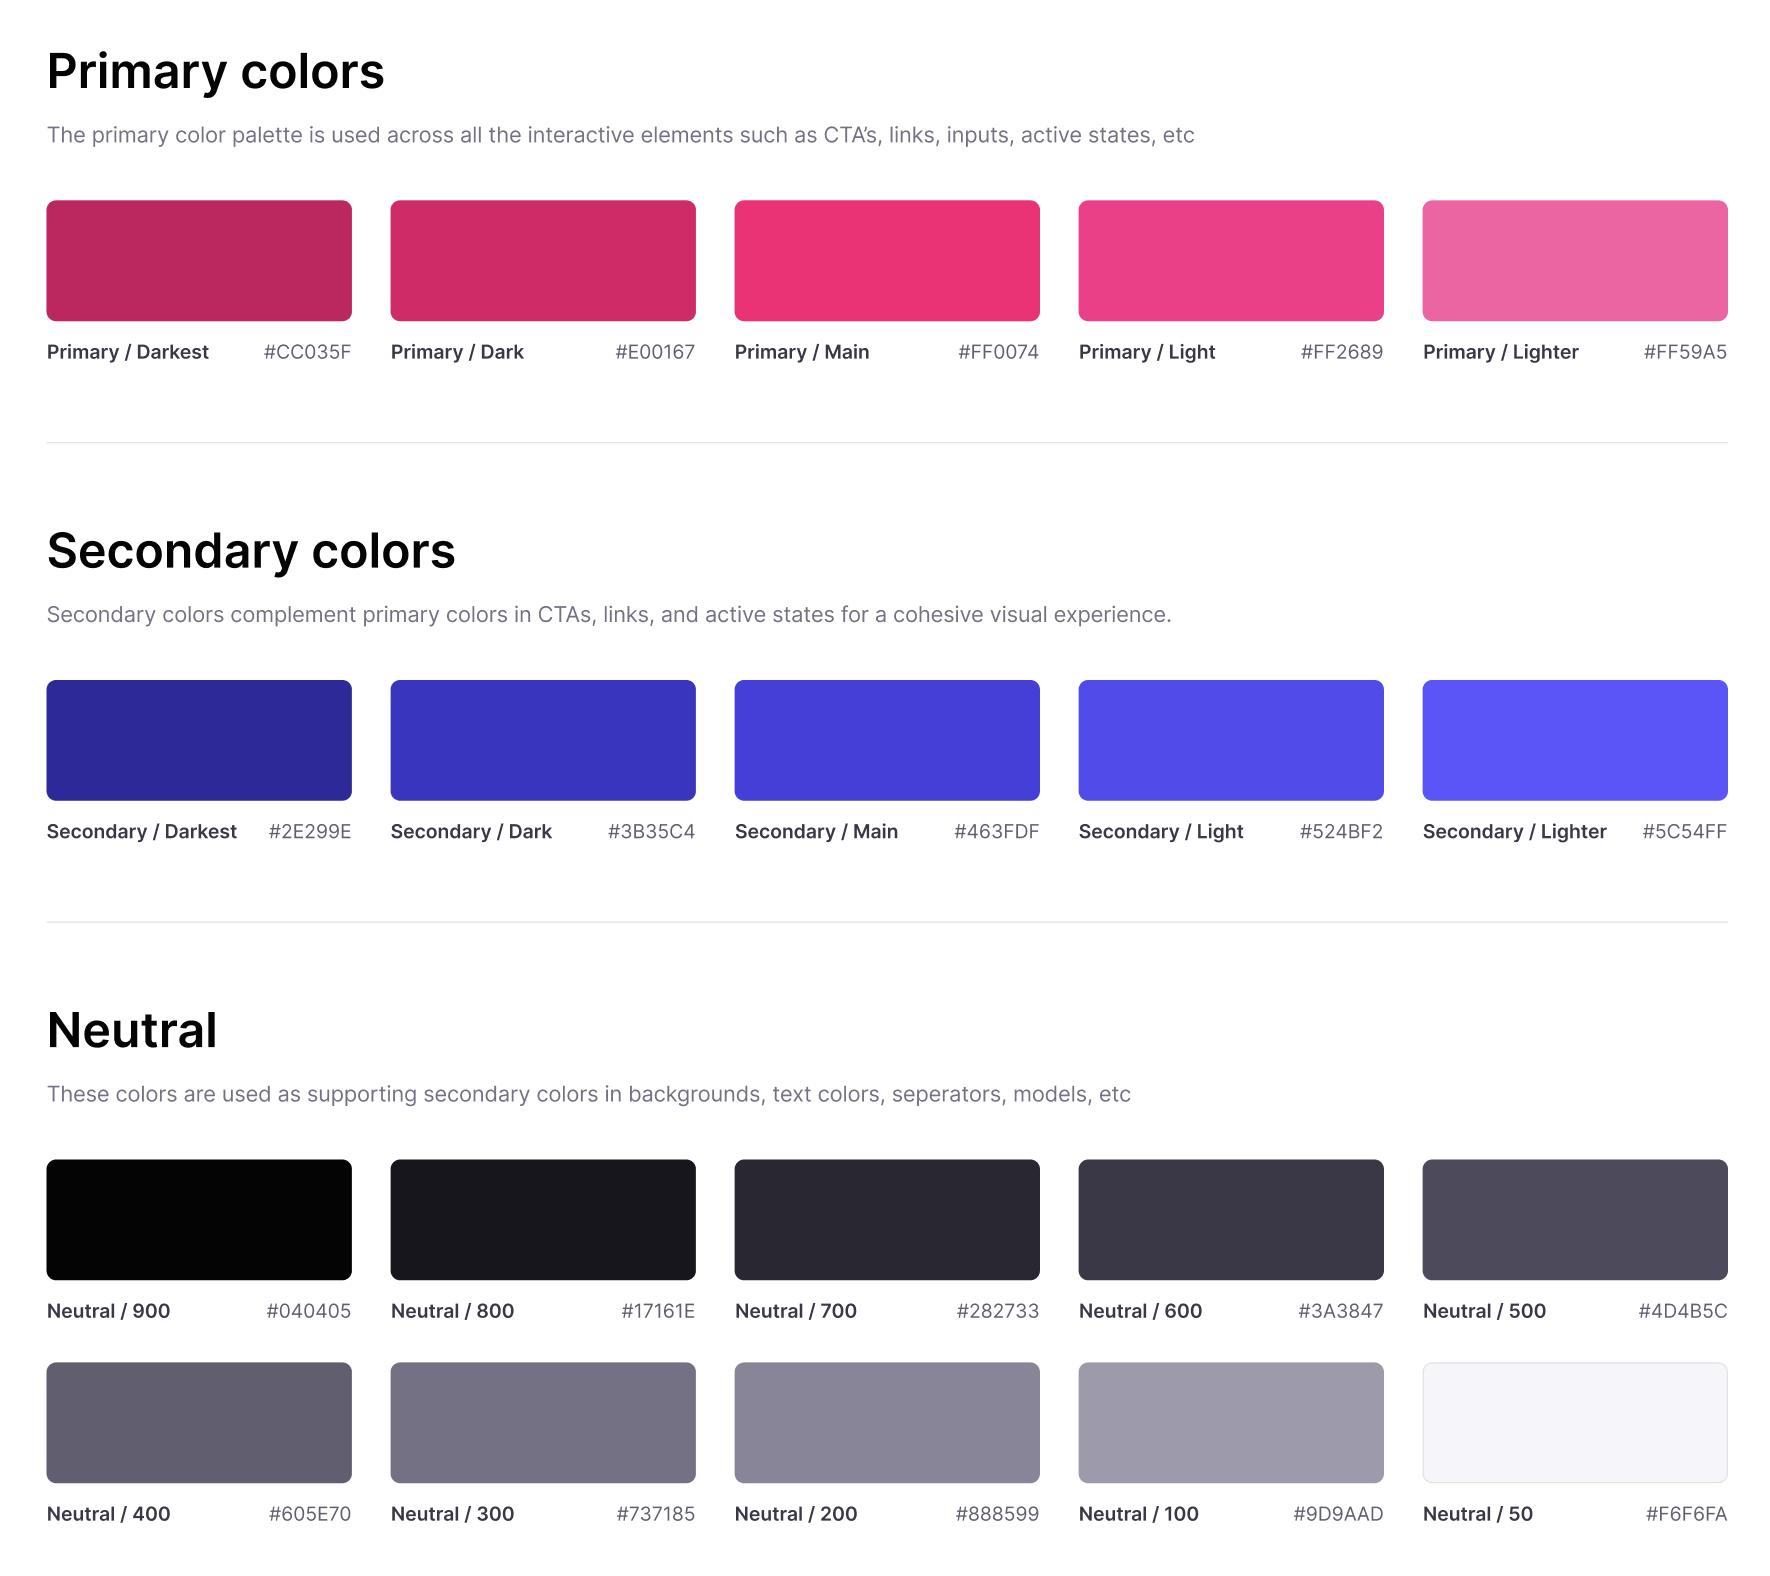 Primary colors
The primary color palette is used across all the interactive elements such as CTA’s, links, inputs, active states, etc
Primary / Darkest #CC035F Primary / Dark #E00167 Primary / Main #FF0074 Primary / Light #FF2689 Primary / Lighter #FF59A5
Secondary colors
Secondary colors complement primary colors in CTAs, links, and active states for a cohesive visual experience.
Secondary / Darkest #2E299E Secondary / Dark #3B35C4 Secondary / Main #463FDF Secondary / Light #524BF2 Secondary / Lighter #5C54FF
Neutral
These colors are used as supporting secondary colors in backgrounds, text colors, seperators, models, etc
Neutral / 900 #040405 Neutral / 800 #17161E Neutral / 700 #282733 Neutral / 600 #3A3847 Neutral / 500 #4D4B5C
Neutral / 400 #605E70 Neutral / 300 #737185 Neutral / 200 #888599 Neutral / 100 #9D9AAD Neutral / 50 #F6F6FA